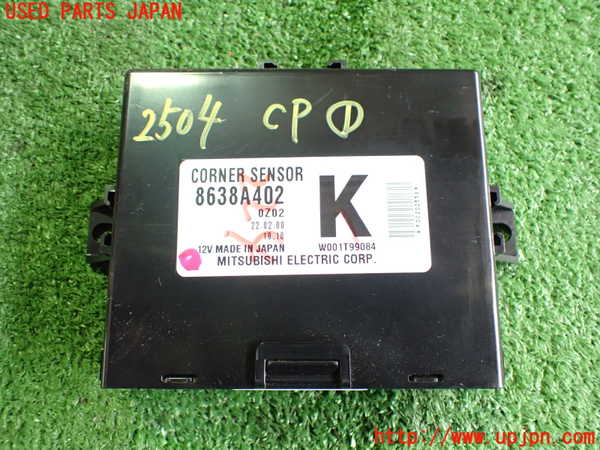 USED PARTS JAPAN
2504 CP ①
CORNER SENSOR
8638A402
K
0Z02
22.02.08
12V MADE IN JAPAN
W001T99084
MITSUBISHI ELECTRIC CORP.
http://www.upjpn.com